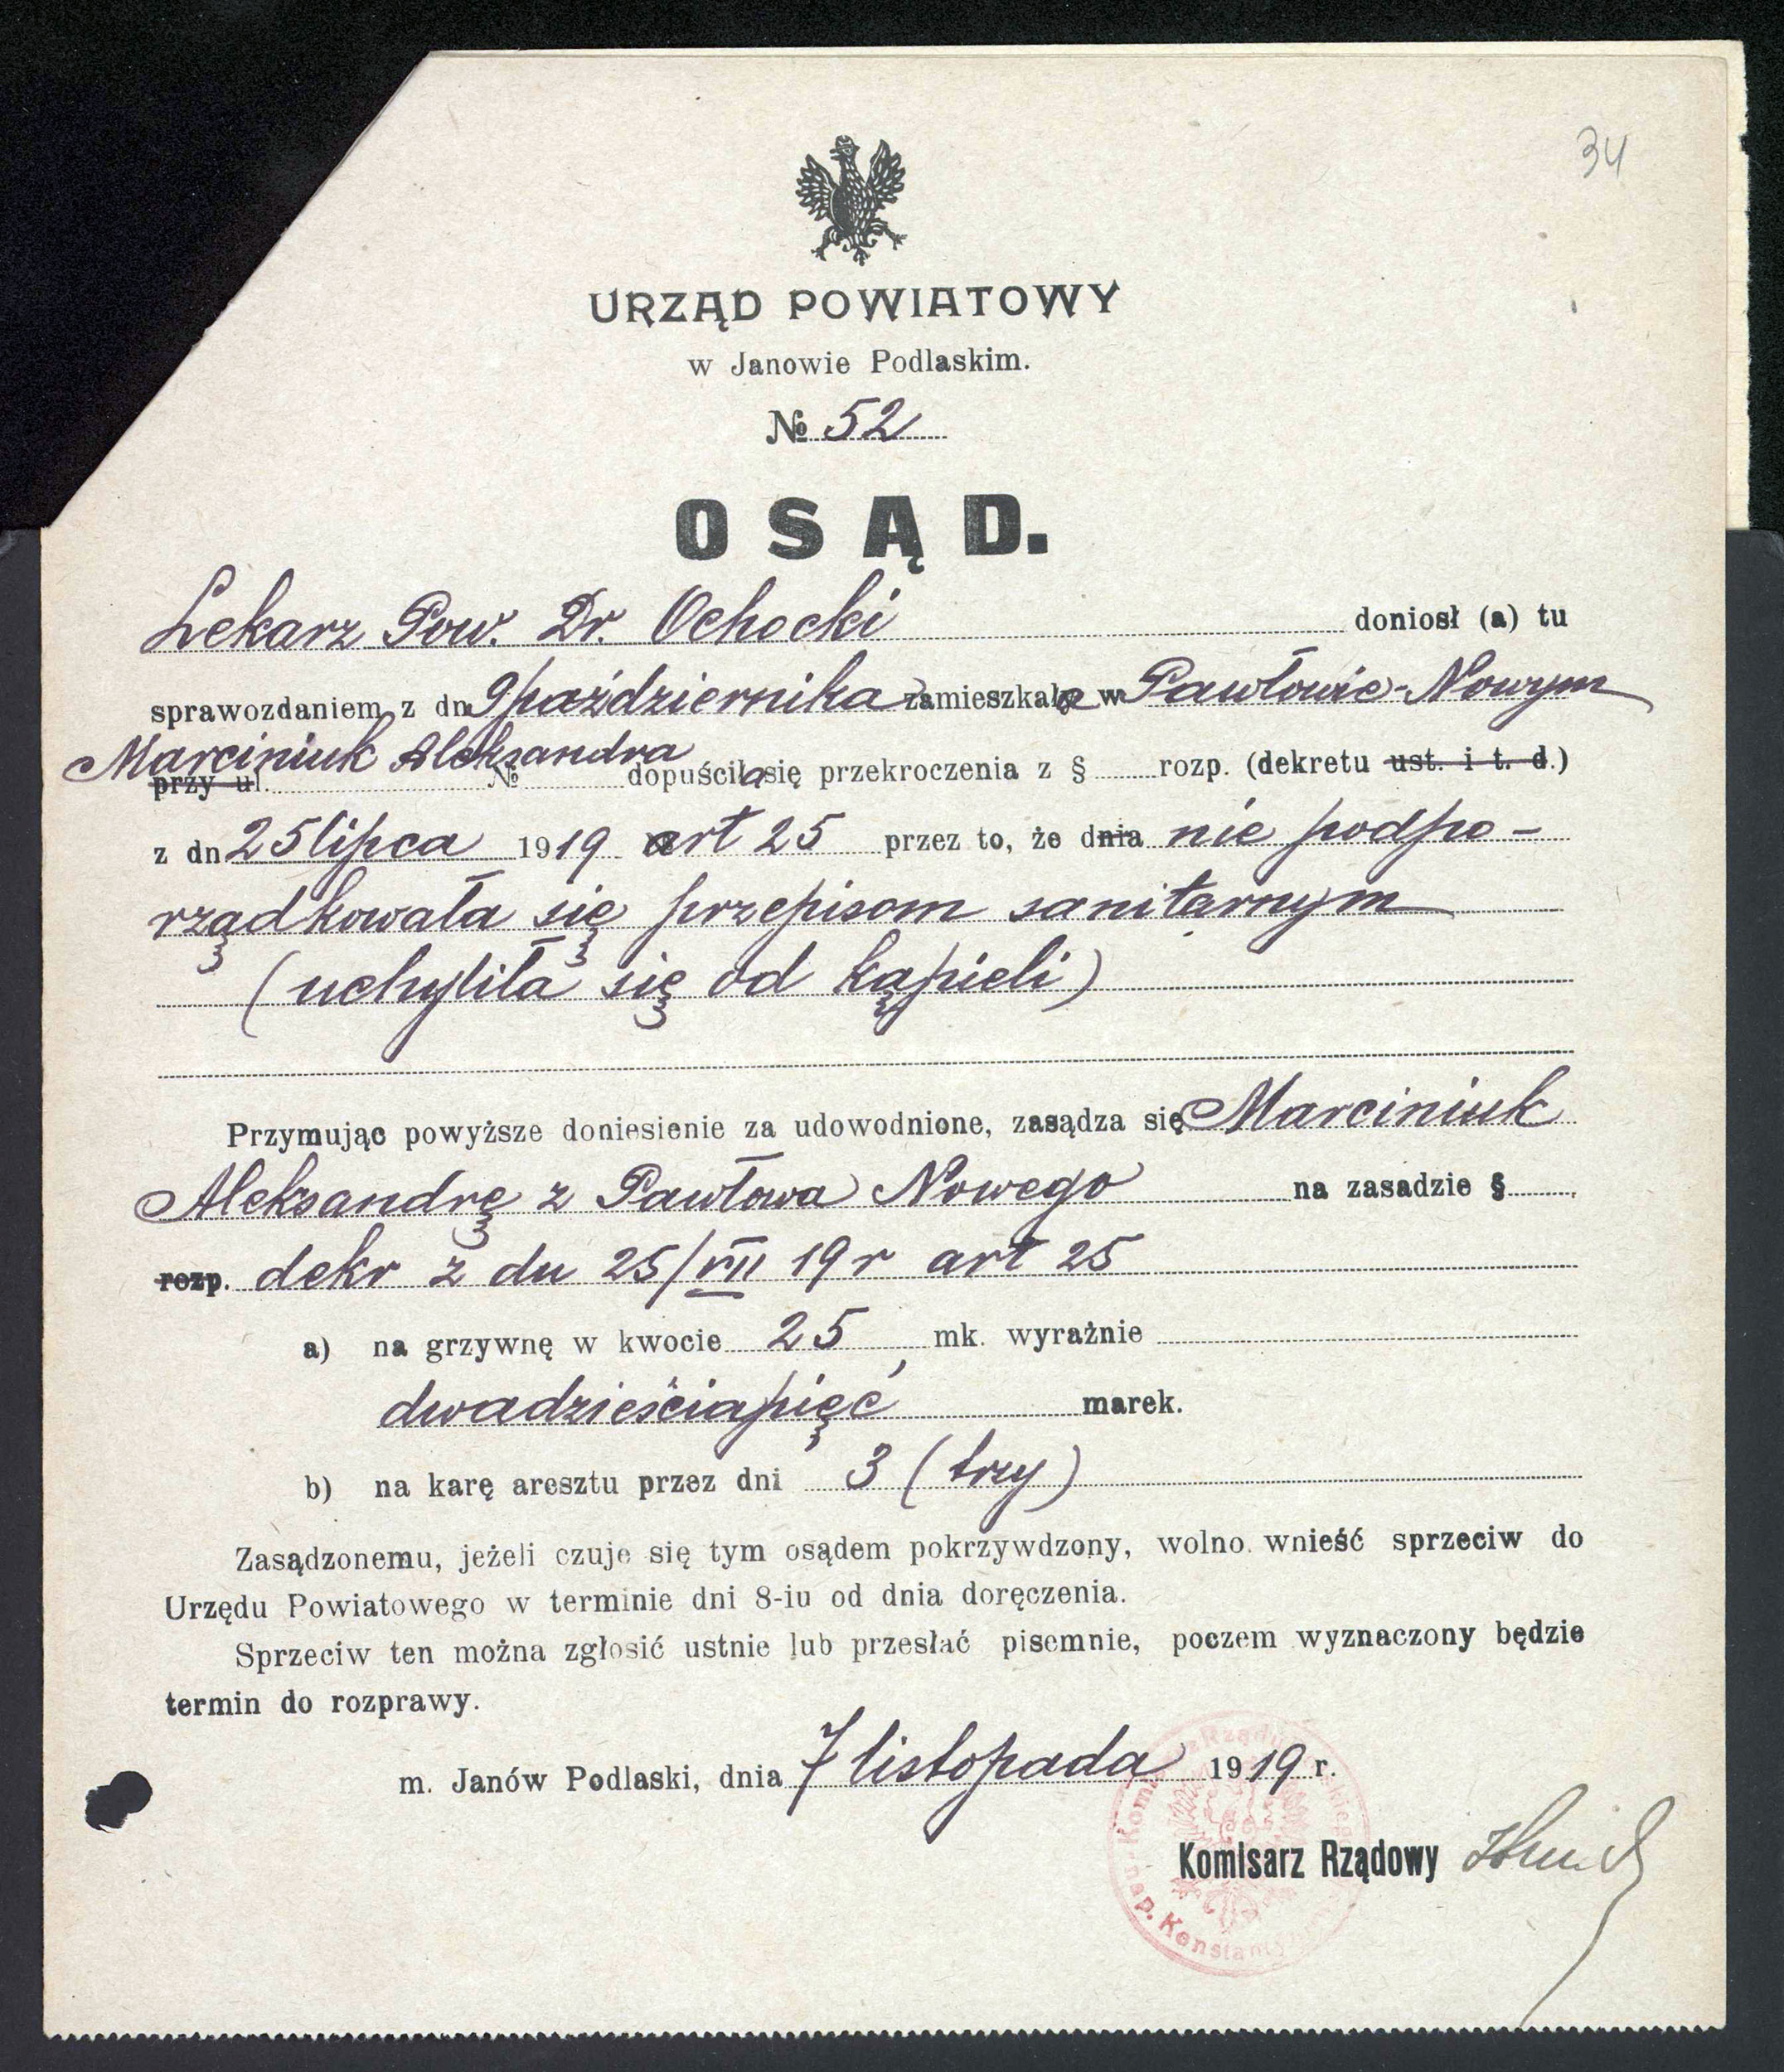 34
URZĄD POWIATOWY
w Janowie Podlaskim.
№ 52
OSĄD.
Lekarz Pow. Dr. Ochocki doniosł (a) tu
sprawozdaniem z dn 9 października zamieszkała w Pawłowie-Nowym
Marciniuk Aleksandra
przy ul. № dopuściła się przekroczenia z § rozp. (dekretu ust. i t. d.)
z dn 25 lipca 1919 art 25 przez to, że dnia nie podpo-
rządkowała się przepisom sanitarnym
(uchyliła się od kąpieli)
Przymując powyższe doniesienie za udowodnione, zasądza się Marciniuk
Aleksandrę z Pawłowa Nowego na zasadzie §
rozp. dekr z dn 25/VII 19 r art 25
a) na grzywnę w kwocie 25 mk. wyraźnie
dwadzieściapięć marek.
b) na karę aresztu przez dni 3 (trzy)
Zasądzonemu, jeżeli czuje się tym osądem pokrzywdzony, wolno wnieść sprzeciw do
Urzędu Powiatowego w terminie dni 8-iu od dnia doręczenia.
Sprzeciw ten można zgłosić ustnie lub przesłać pisemnie, poczem wyznaczony będzie
termin do rozprawy.
m. Janów Podlaski, dnia 7 listopada 1919 r.
Komisarz Rządowy